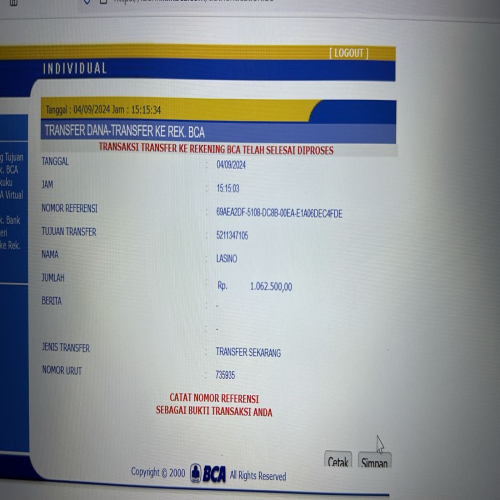 [ LOGOUT ]
INDIVIDUAL
Tanggal : 04/09/2024 Jam : 15:15:34
TRANSFER DANA-TRANSFER KE REK. BCA
TRANSAKSI TRANSFER KE REKENING BCA TELAH SELESAI DIPROSES
TANGGAL : 04/09/2024
JAM : 15:15:03
NOMOR REFERENSI : 69AEA2DF-5108-DC8B-00EA-E1A06DEC4FDE
TUJUAN TRANSFER : 5211347105
NAMA : LASINO
JUMLAH : Rp. 1.062.500,00
BERITA : -
: -
JENIS TRANSFER : TRANSFER SEKARANG
NOMOR URUT : 735935
CATAT NOMOR REFERENSI
SEBAGAI BUKTI TRANSAKSI ANDA
Cetak Simpan
Copyright © 2000 BCA All Rights Reserved
g Tujuan
k. BCA
uku
A Virtual
k. Bank
eri
ke Rek.